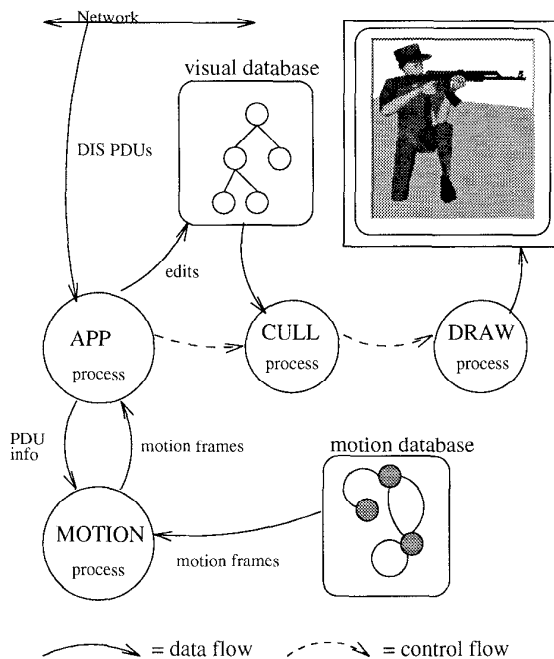 Network
visual database
DIS PDUs
edits
APP
process
CULL
process
DRAW
process
PDU
info
motion frames
motion database
MOTION
process
motion frames
= data flow
= control flow